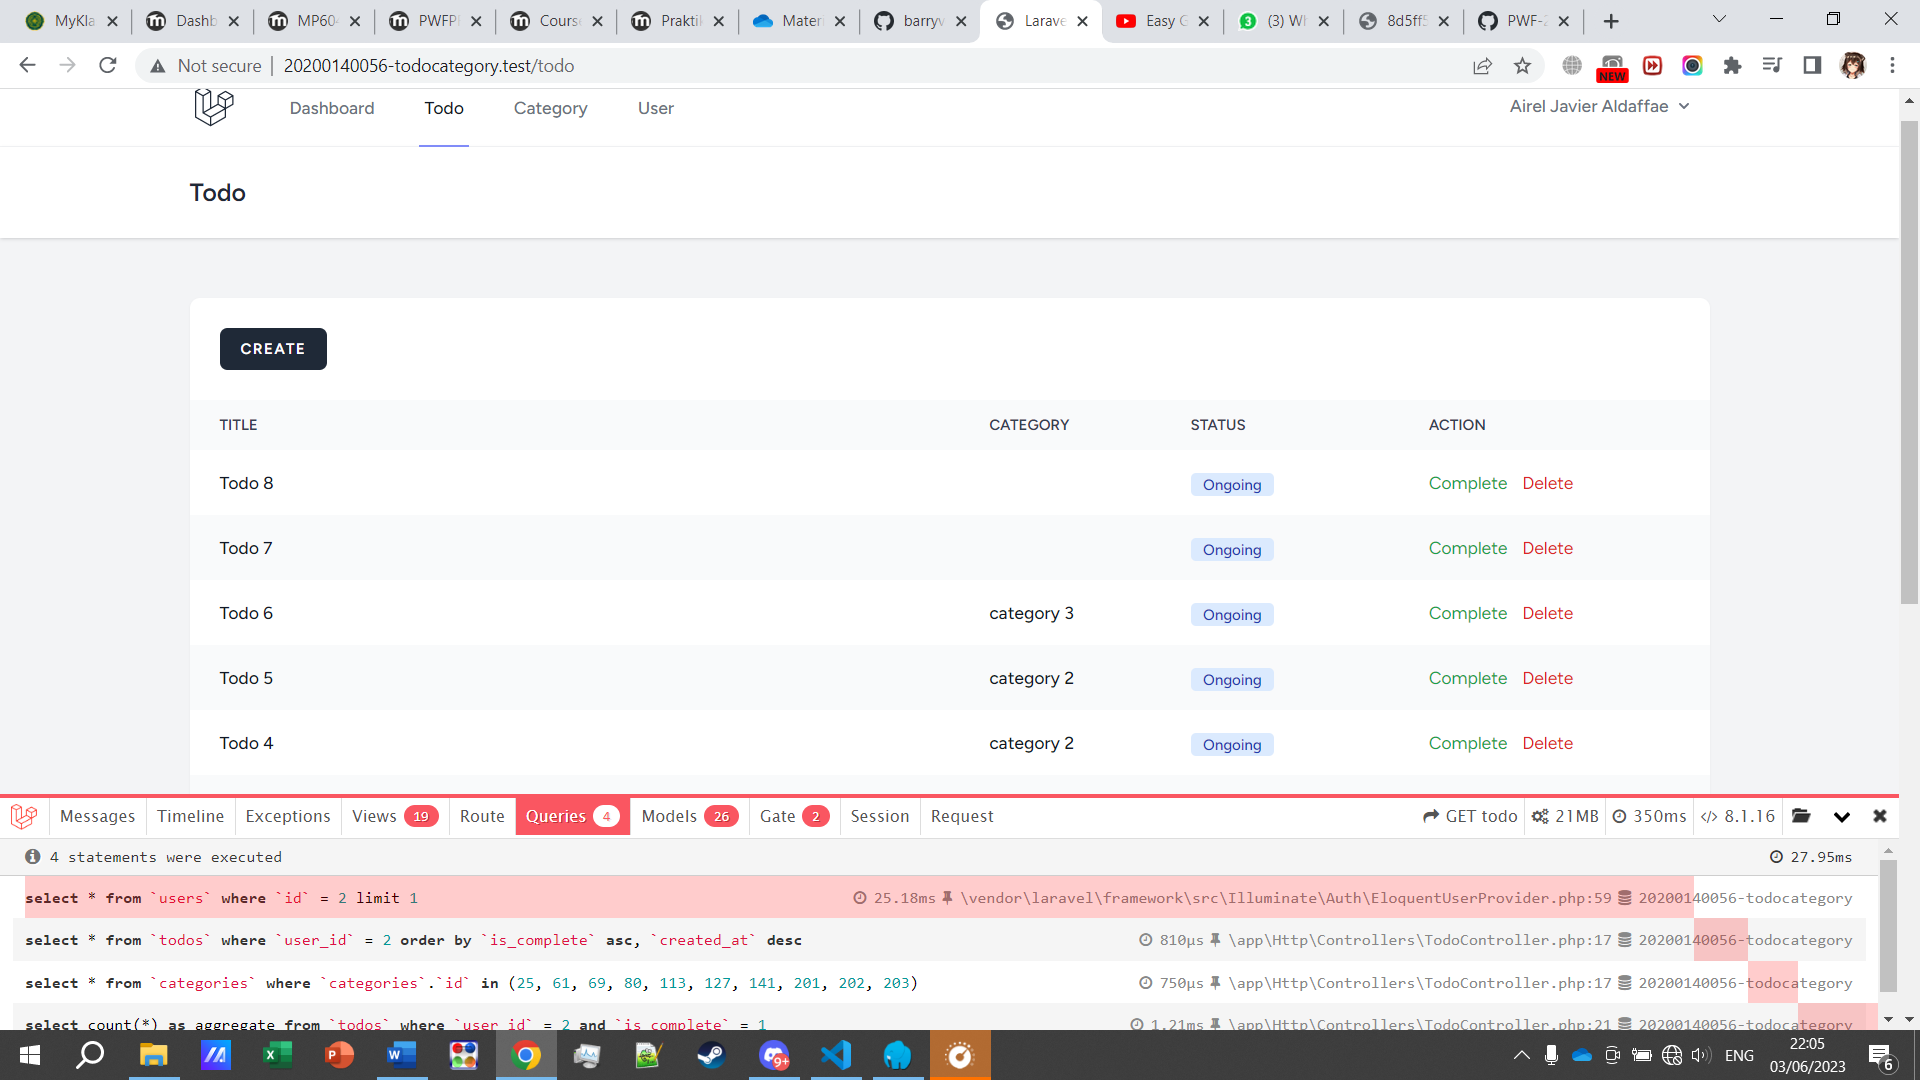 MyKla
Dashb
MP604
PWFPI
Course
Praktik
Materi
barryv
Larave
Easy G
(3) Wh
8d5ff5
PWF-2
Not secure | 20200140056-todocategory.test/todo
NEW
Dashboard Todo Category User Airel Javier Aldaffae
Todo
CREATE
TITLE CATEGORY STATUS ACTION
Todo 8 Ongoing Complete Delete
Todo 7 Ongoing Complete Delete
Todo 6 category 3 Ongoing Complete Delete
Todo 5 category 2 Ongoing Complete Delete
Todo 4 category 2 Ongoing Complete Delete
Messages Timeline Exceptions Views 19 Route Queries 4 Models 26 Gate 2 Session Request GET todo 21MB 350ms 8.1.16
4 statements were executed 27.95ms
select * from `users` where `id` = 2 limit 1 25.18ms \vendor\laravel\framework\src\Illuminate\Auth\EloquentUserProvider.php:59 20200140056-todocategory
select * from `todos` where `user_id` = 2 order by `is_complete` asc, `created_at` desc 810μs \app\Http\Controllers\TodoController.php:17 20200140056-todocategory
select * from `categories` where `categories`.`id` in (25, 61, 69, 80, 113, 127, 141, 201, 202, 203) 750μs \app\Http\Controllers\TodoController.php:17 20200140056-todocategory
select count(*) as aggregate from `todos` where `user_id` = 2 and `is_complete` = 1 1.21ms \app\Http\Controllers\TodoController.php:21 20200140056-todocategory
9+
ENG
22:05
03/06/2023
6